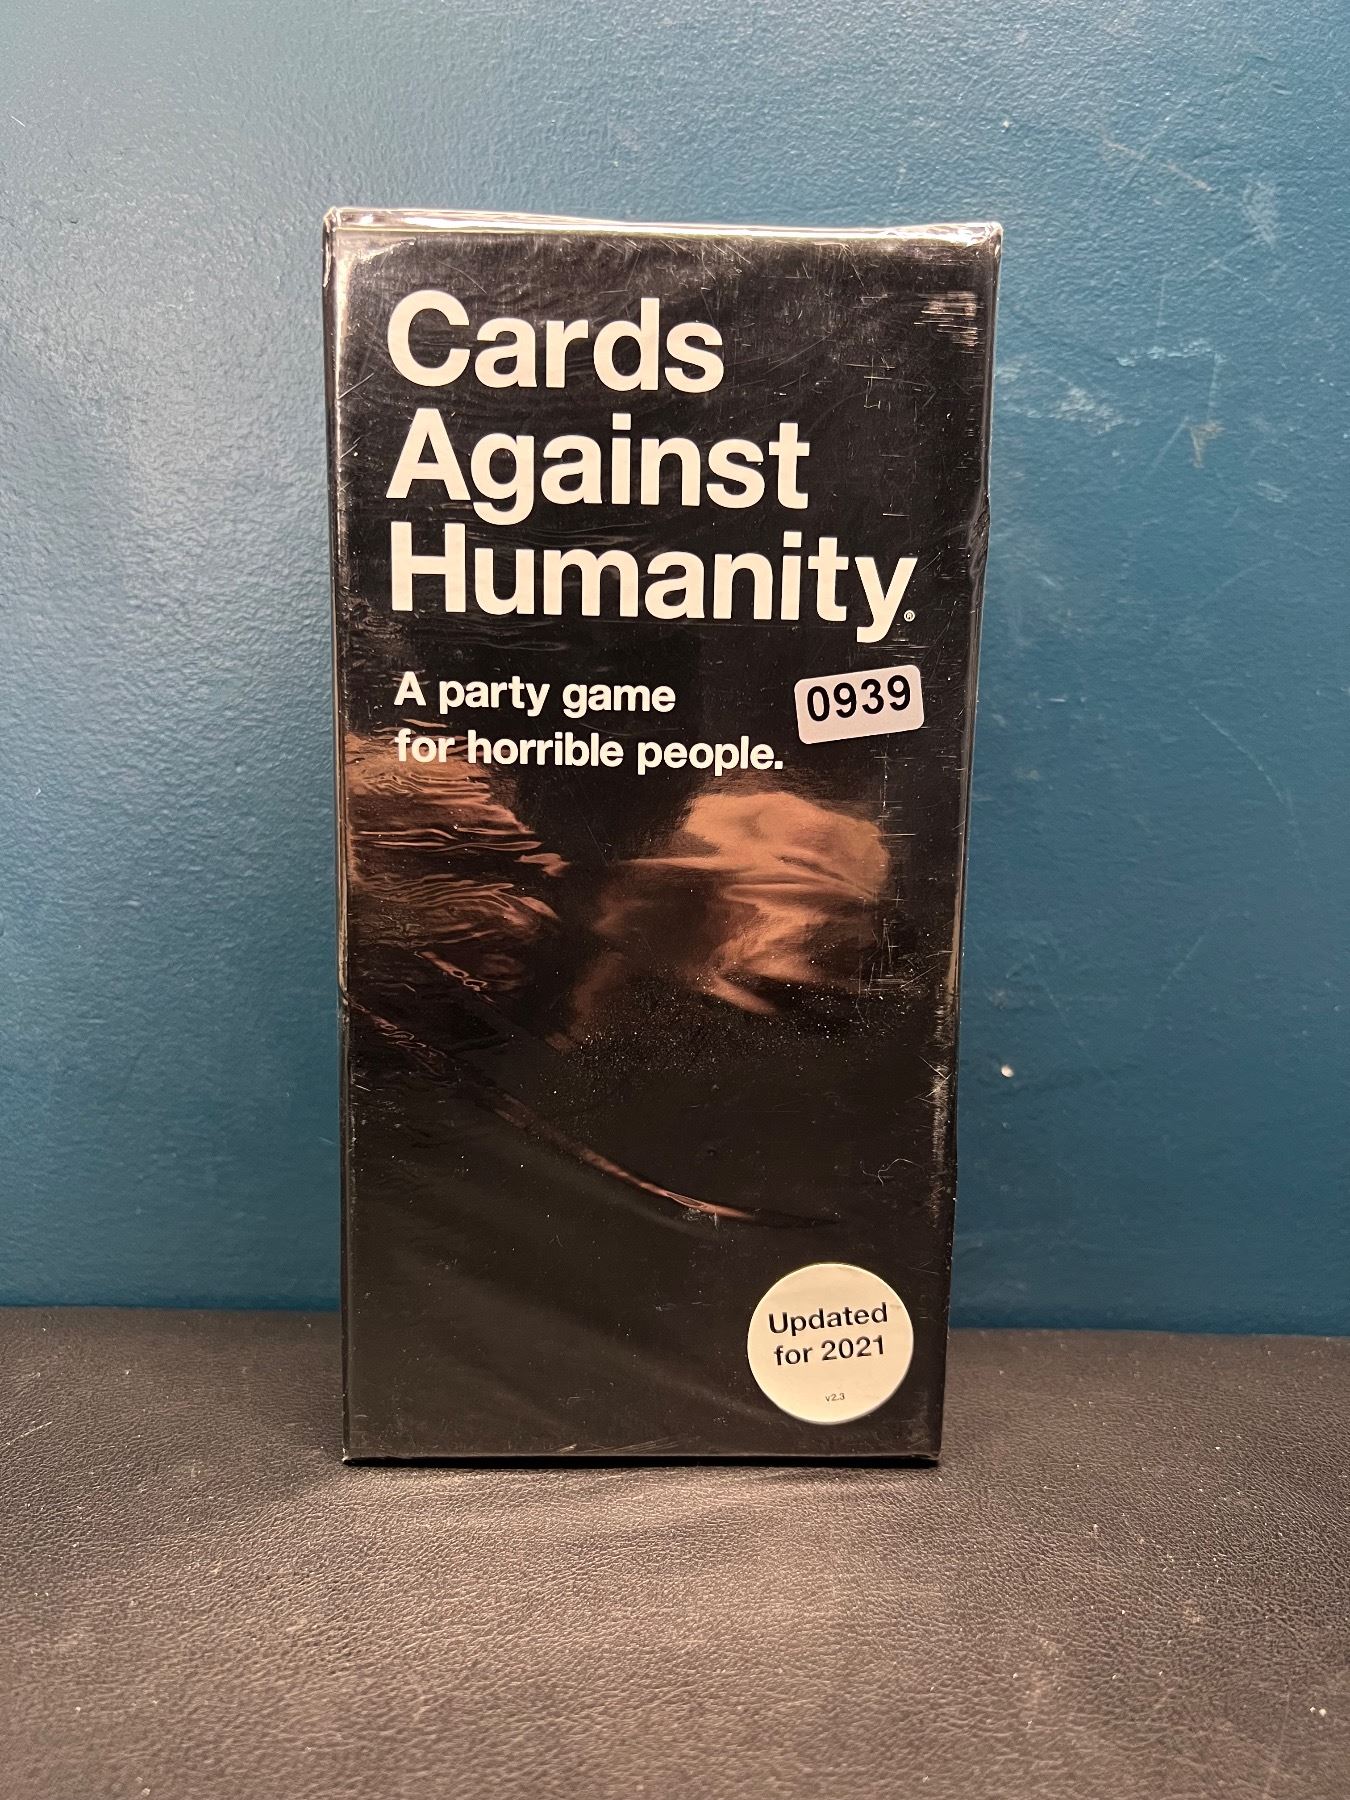 Cards
Against
Humanity®
A party game
for horrible people.
0939
Updated
for 2021
v2.3